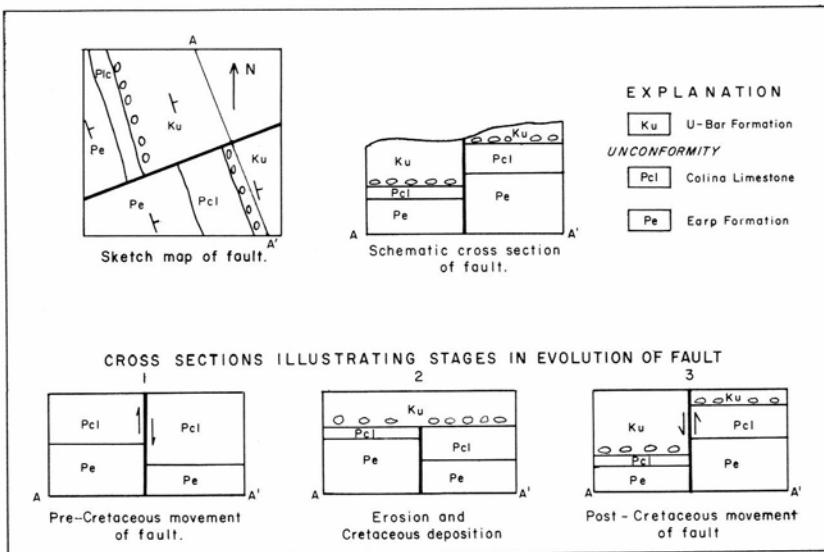 A
N
Plc
Ku
Pe
Ku
Pe
Pcl
A'
Sketch map of fault.
Ku
Ku
Pcl
Pcl
Pe
Pe
A
A'
Schematic cross section
of fault.
EXPLANATION
Ku U-Bar Formation
UNCONFORMITY
Pcl Colina Limestone
Pe Earp Formation
CROSS SECTIONS ILLUSTRATING STAGES IN EVOLUTION OF FAULT
1
Pcl
Pcl
Pe
Pe
A
A'
Pre-Cretaceous movement
of fault.
2
Ku
Pcl
Pcl
Pe
Pe
A
A'
Erosion and
Cretaceous deposition
3
Ku
Ku
Pcl
Pcl
Pe
Pe
A
A'
Post-Cretaceous movement
of fault